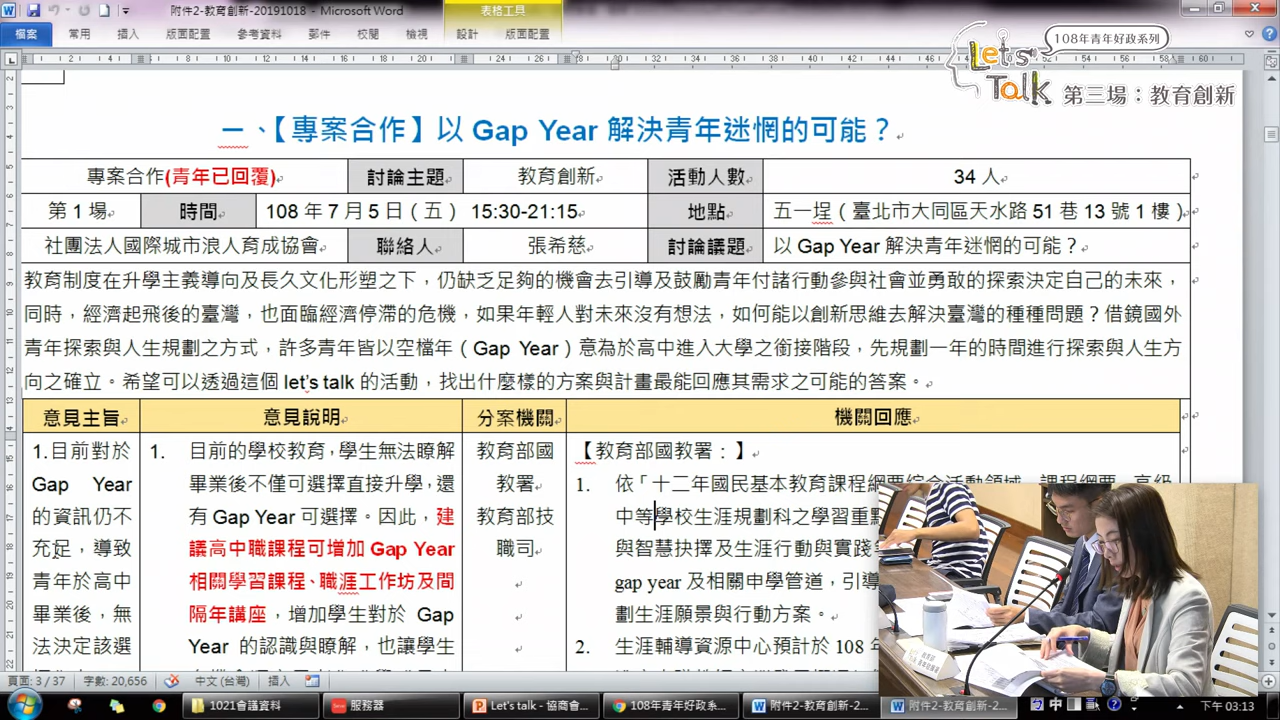 附件2-教育創新-20191018 - Microsoft Word
表格工具
檔案 常用 插入 版面配置 參考資料 郵件 校閱 檢視 設計 版面配置
108年青年好政系列
Let's Talk 第三場：教育創新
一、【專案合作】以 Gap Year 解決青年迷惘的可能？
專案合作(青年已回覆) 討論主題 教育創新 活動人數 34 人
第 1 場 時間 108 年 7 月 5 日（五） 15:30-21:15 地點 五一埕（臺北市大同區天水路 51 巷 13 號 1 樓）
社團法人國際城市浪人育成協會 聯絡人 張希慈 討論議題 以 Gap Year 解決青年迷惘的可能？
教育制度在升學主義導向及長久文化形塑之下，仍缺乏足夠的機會去引導及鼓勵青年付諸行動參與社會並勇敢的探索決定自己的未來，
同時，經濟起飛後的臺灣，也面臨經濟停滯的危機，如果年輕人對未來沒有想法，如何能以創新思維去解決臺灣的種種問題？借鏡國外
青年探索與人生規劃之方式，許多青年皆以空檔年（Gap Year）意為於高中進入大學之銜接階段，先規劃一年的時間進行探索與人生方
向之確立。希望可以透過這個 let's talk 的活動，找出什麼樣的方案與計畫最能回應其需求之可能的答案。
意見主旨 意見說明 分案機關 機關回應
1.目前對於 1. 目前的學校教育，學生無法瞭解 教育部國 【教育部國教署：】
Gap Year 畢業後不僅可選擇直接升學，還 教署 1. 依「十二年國民基本教育課程綱要綜合活動領域 課程綱要 高級
的資訊仍不 有 Gap Year 可選擇。因此，建 教育部技 中等學校生涯規劃科之學習重點
充足，導致 議高中職課程可增加 Gap Year 職司 與智慧抉擇及生涯行動與實踐
青年於高中 相關學習課程、職涯工作坊及間 gap year 及相關申學管道，引導
畢業後，無 隔年講座，增加學生對於 Gap 劃生涯願景與行動方案。
法決定該選 Year 的認識與瞭解，也讓學生 2. 生涯輔導資源中心預計於 108 年
頁面: 3 / 37 字數: 20,656 中文 (台灣) 插入
1021會議資料 服務器 Let's talk - 協商會... 108年青年好政系... 附件2-教育創新-2... 附件2-教育創新-2... 下午 03:13